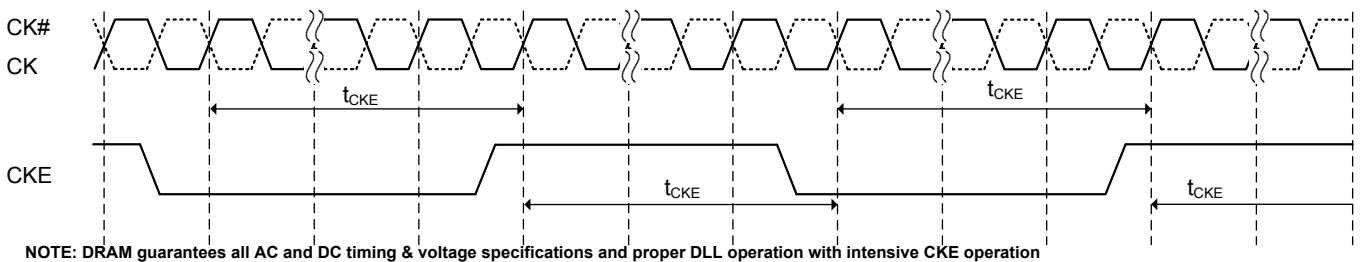 CK#
CK
tCKE
tCKE
CKE
tCKE
tCKE
NOTE: DRAM guarantees all AC and DC timing & voltage specifications and proper DLL operation with intensive CKE operation